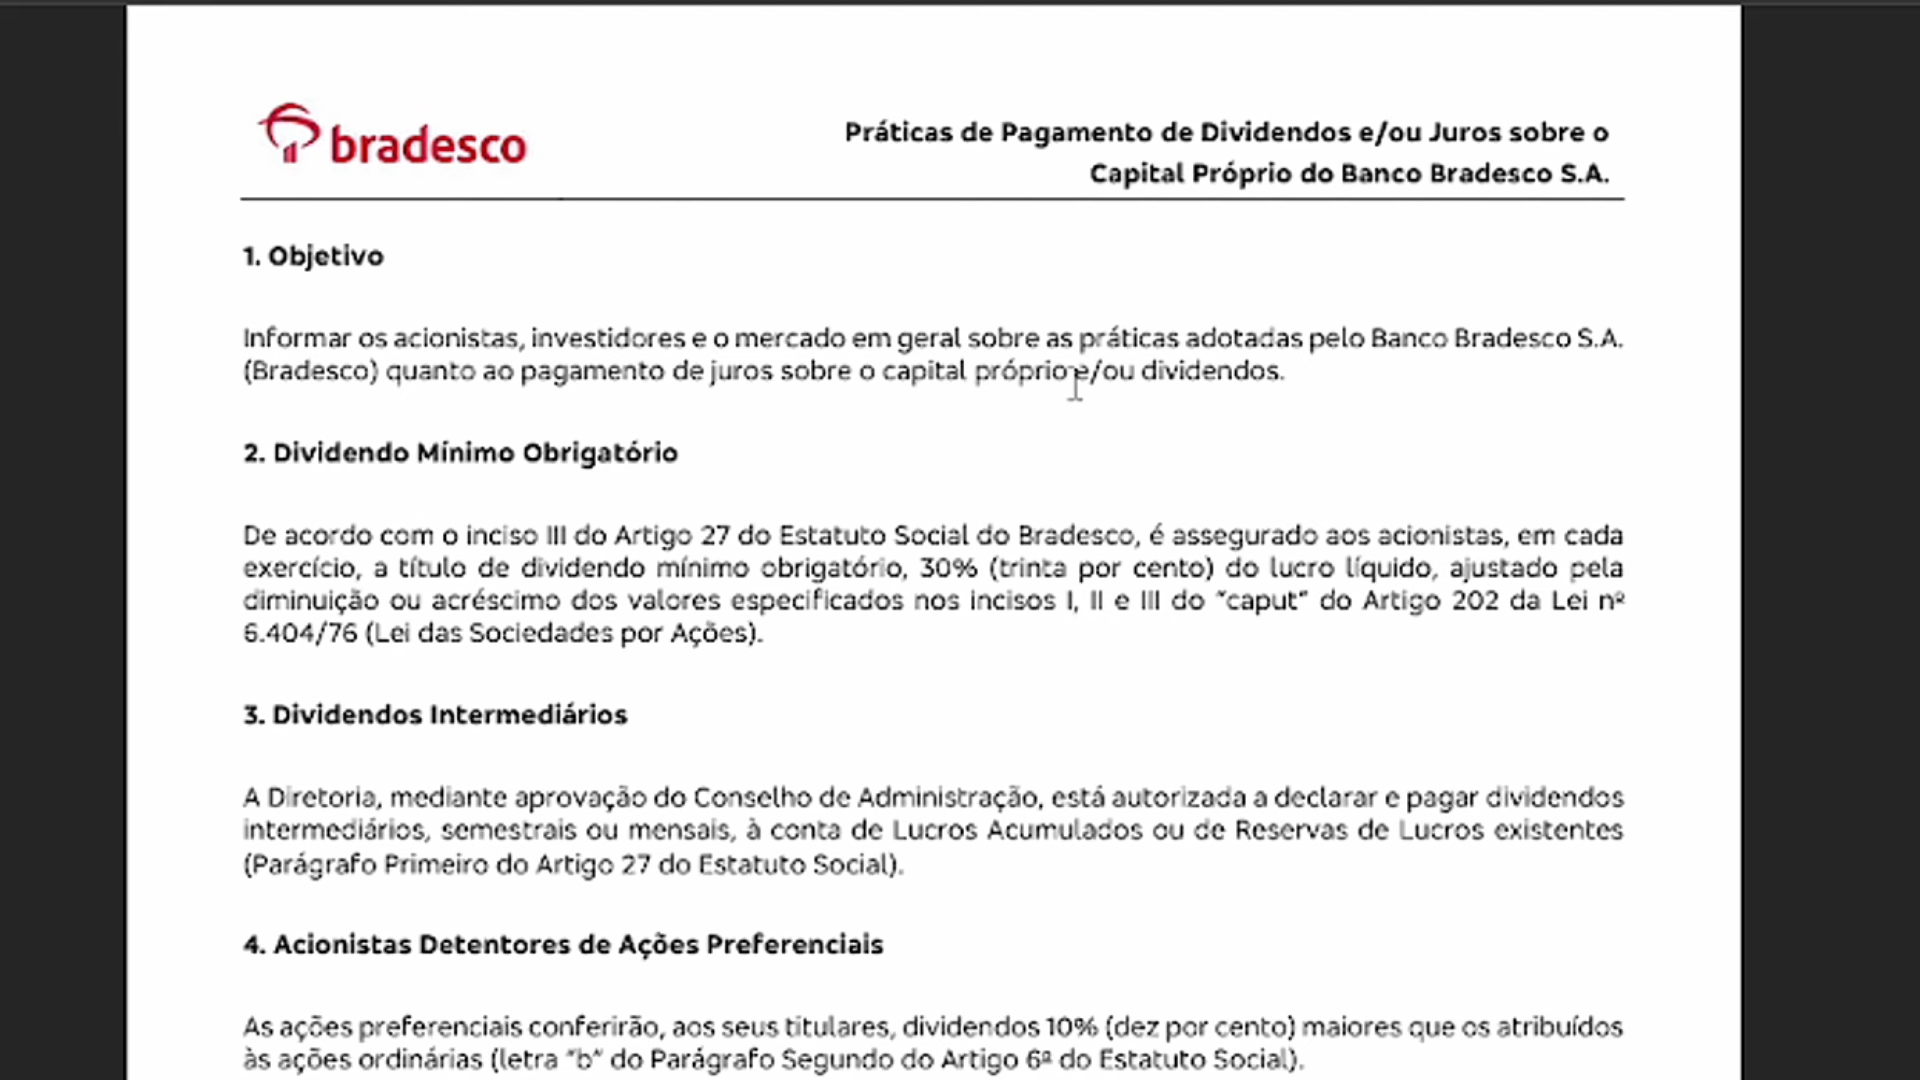 bradesco
Práticas de Pagamento de Dividendos e/ou Juros sobre o
Capital Próprio do Banco Bradesco S.A.
1. Objetivo
Informar os acionistas, investidores e o mercado em geral sobre as práticas adotadas pelo Banco Bradesco S.A.
(Bradesco) quanto ao pagamento de juros sobre o capital próprio e/ou dividendos.
2. Dividendo Mínimo Obrigatório
De acordo com o inciso III do Artigo 27 do Estatuto Social do Bradesco, é assegurado aos acionistas, em cada
exercício, a título de dividendo mínimo obrigatório, 30% (trinta por cento) do lucro líquido, ajustado pela
diminuição ou acréscimo dos valores especificados nos incisos I, II e III do "caput" do Artigo 202 da Lei nº
6.404/76 (Lei das Sociedades por Ações).
3. Dividendos Intermediários
A Diretoria, mediante aprovação do Conselho de Administração, está autorizada a declarar e pagar dividendos
intermediários, semestrais ou mensais, à conta de Lucros Acumulados ou de Reservas de Lucros existentes
(Parágrafo Primeiro do Artigo 27 do Estatuto Social).
4. Acionistas Detentores de Ações Preferenciais
As ações preferenciais conferirão, aos seus titulares, dividendos 10% (dez por cento) maiores que os atribuídos
às ações ordinárias (letra "b" do Parágrafo Segundo do Artigo 6º do Estatuto Social).